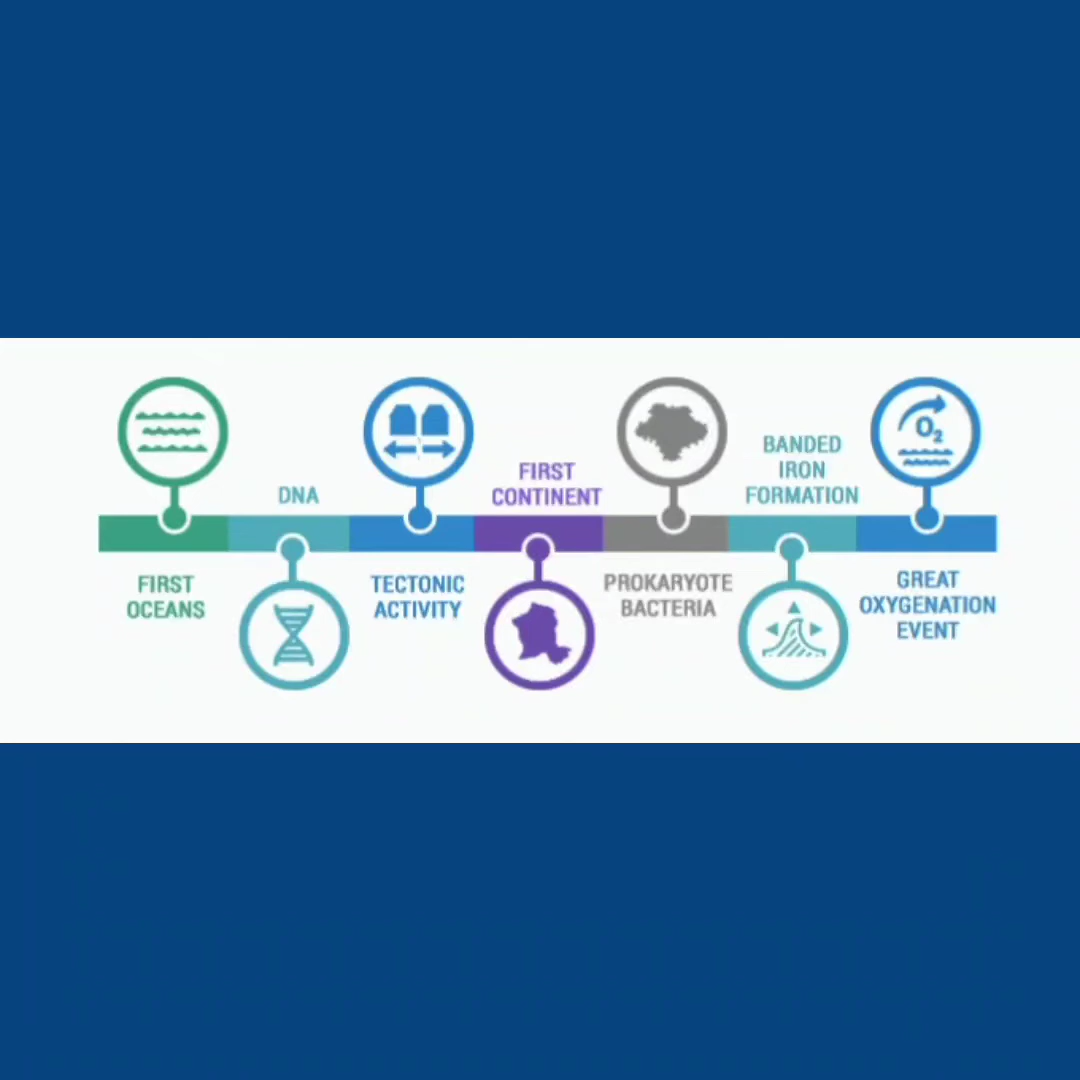 FIRST
OCEANS
DNA
TECTONIC
ACTIVITY
FIRST
CONTINENT
PROKARYOTE
BACTERIA
BANDED
IRON
FORMATION
O₂
GREAT
OXYGENATION
EVENT